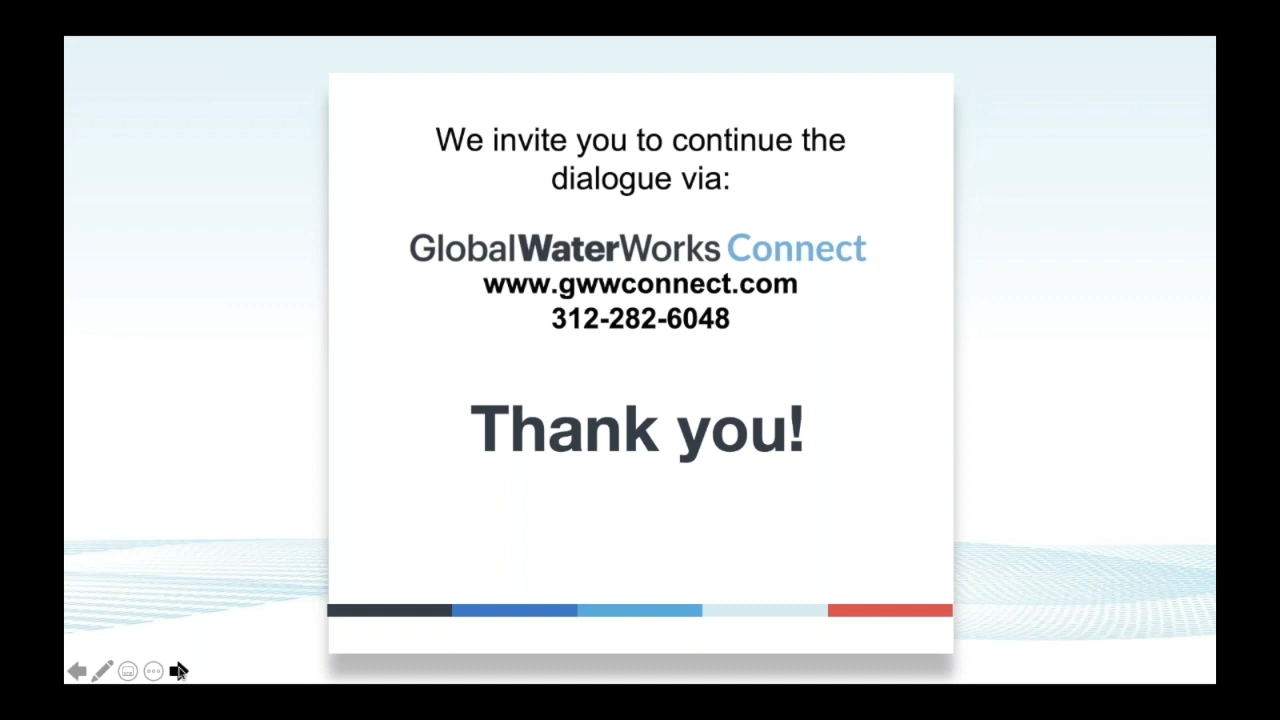 We invite you to continue the
dialogue via:
GlobalWaterWorks Connect
www.gwwconnect.com
312-282-6048
Thank you!